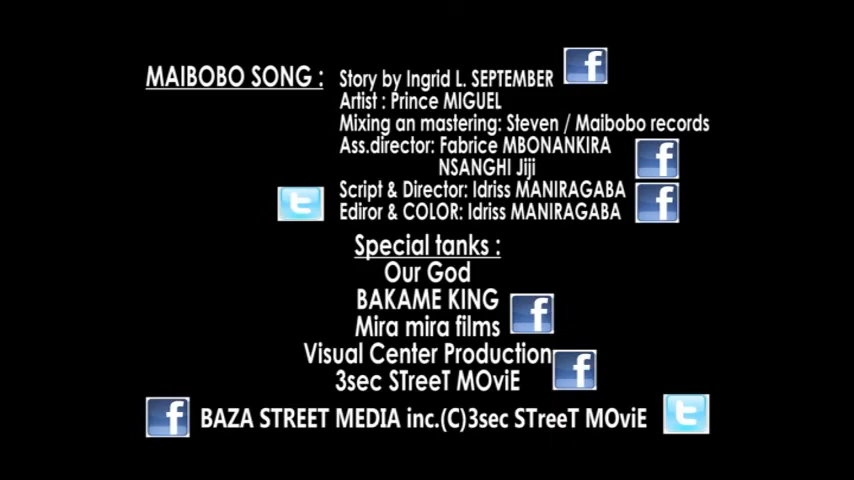 MAIBOBO SONG : Story by Ingrid L. SEPTEMBER
Artist : Prince MIGUEL
Mixing an mastering: Steven / Maibobo records
Ass.director: Fabrice MBONANKIRA
NSANGHI Jiji
Script & Director: Idriss MANIRAGABA
Ediror & COLOR: Idriss MANIRAGABA
Special tanks :
Our God
BAKAME KING
Mira mira films
Visual Center Production
3sec STreeT MOviE
BAZA STREET MEDIA inc.(C)3sec STreeT MOviE